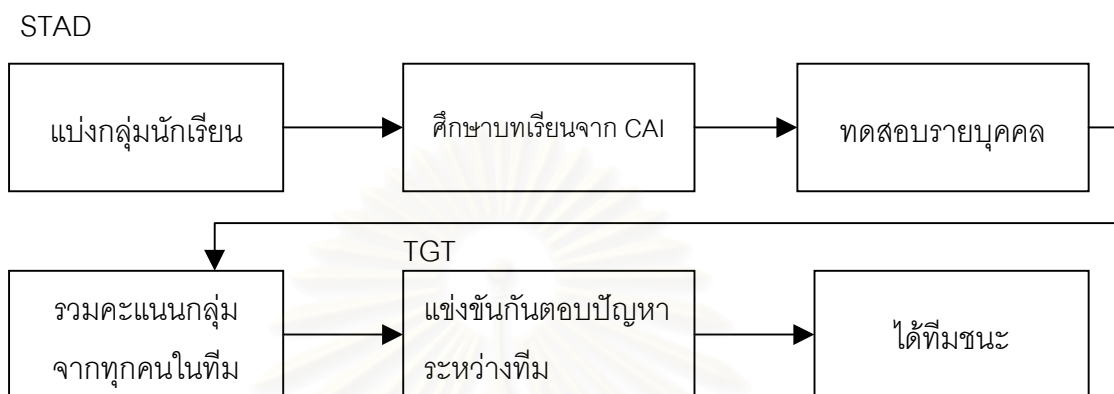 STAD
แบ่งกลุ่มนักเรียน
ศึกษาบทเรียนจาก CAI
ทดสอบรายบุคคล
รวมคะแนนกลุ่ม
จากทุกคนในทีม
TGT
แข่งขันกันตอบปัญหา
ระหว่างทีม
ได้ทีมชนะ